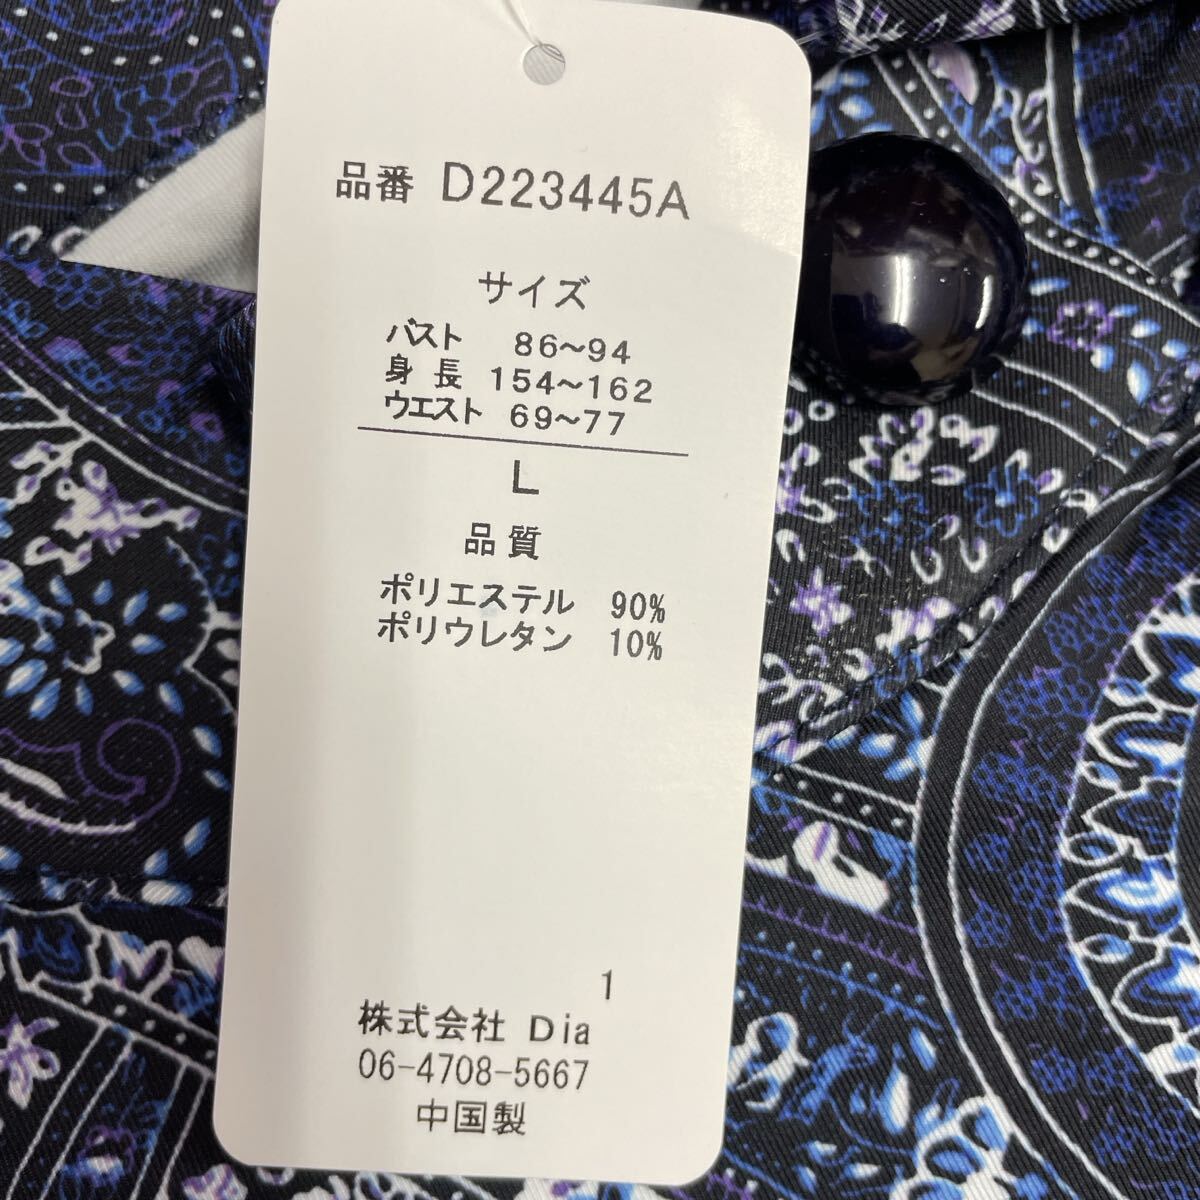 品番 D223445A
サイズ
バスト 86~94
身長 154~162
ウエスト 69~77
L
品質
ポリエステル 90%
ポリウレタン 10%
1
株式会社 Dia
06-4708-5667
中国製